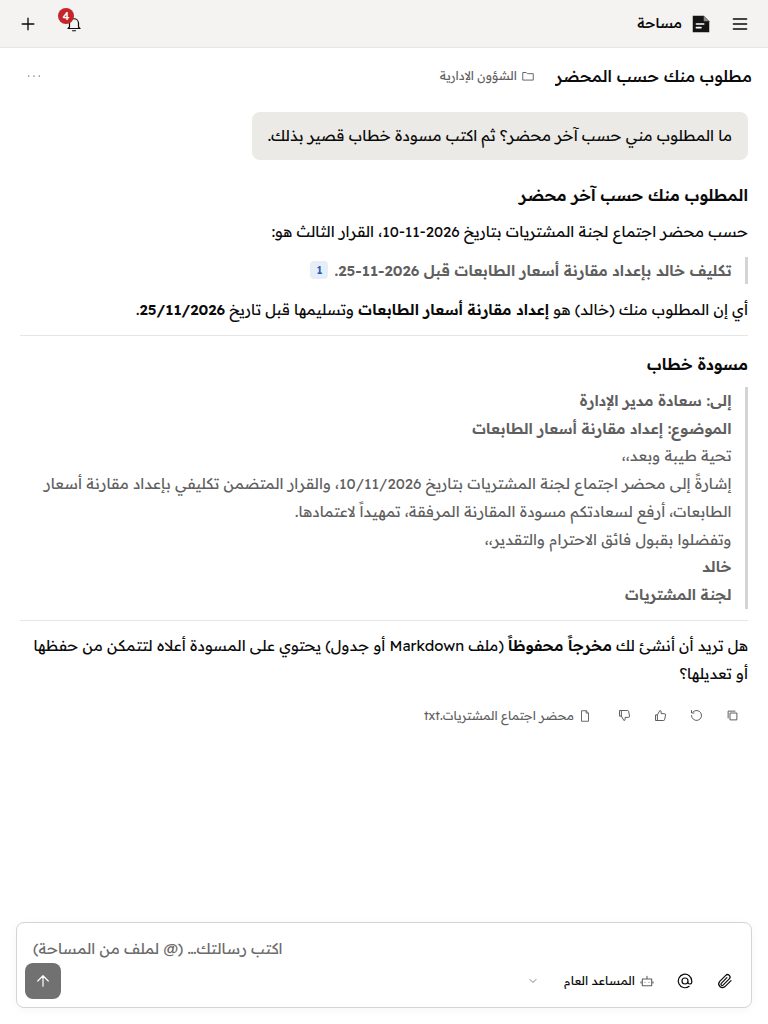 مساحة
4
مطلوب منك حسب المحضر
الشؤون الإدارية
ما المطلوب مني حسب آخر محضر؟ ثم اكتب مسودة خطاب قصير بذلك.
المطلوب منك حسب آخر محضر
حسب محضر اجتماع لجنة المشتريات بتاريخ 2026-11-10، القرار الثالث هو:
تكليف خالد بإعداد مقارنة أسعار الطابعات قبل 2026-11-25. 1
أي إن المطلوب منك (خالد) هو إعداد مقارنة أسعار الطابعات وتسليمها قبل تاريخ 25/11/2026.
مسودة خطاب
إلى: سعادة مدير الإدارة
الموضوع: إعداد مقارنة أسعار الطابعات
تحية طيبة وبعد،،
إشارةً إلى محضر اجتماع لجنة المشتريات بتاريخ 10/11/2026، والقرار المتضمن تكليفي بإعداد مقارنة أسعار
الطابعات، أرفع لسعادتكم مسودة المقارنة المرفقة، تمهيداً لاعتمادها.
وتفضلوا بقبول فائق الاحترام والتقدير،،
خالد
لجنة المشتريات
هل تريد أن أنشئ لك مخرجاً محفوظاً (ملف Markdown أو جدول) يحتوي على المسودة أعلاه لتتمكن من حفظها
أو تعديلها؟
محضر اجتماع المشتريات.txt
اكتب رسالتك... (@ لملف من المساحة)
المساعد العام